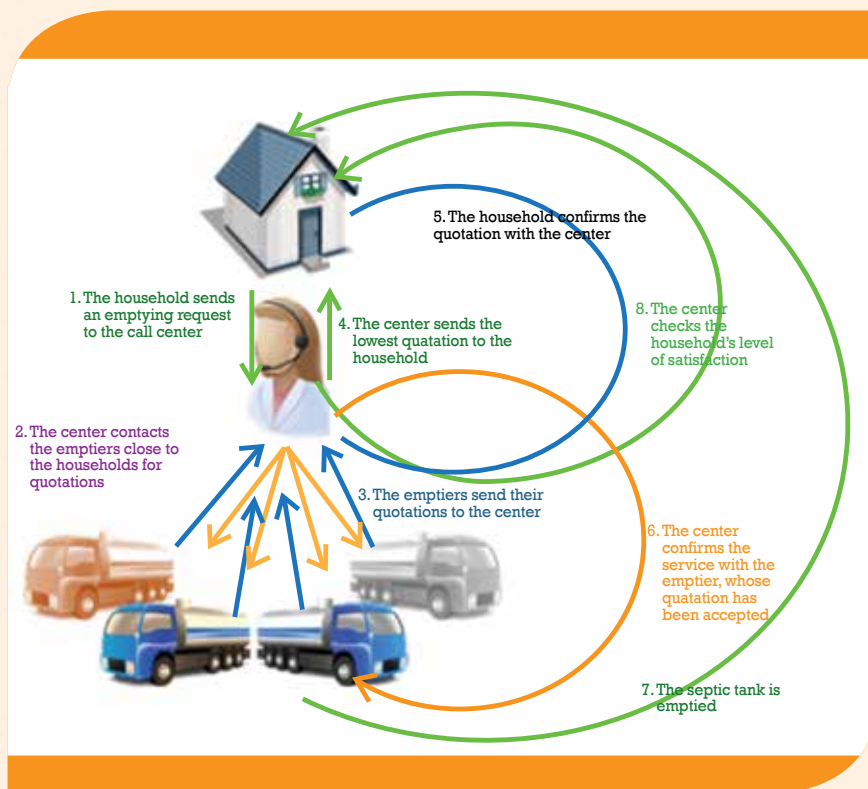 1. The household sends
an emptying request
to the call center
2. The center contacts
the emptiers close to
the households for
quotations
3. The emptiers send their
quotations to the center
4. The center sends the
lowest quatation to the
household
5. The household confirms the
quotation with the center
6. The center
confirms the
service with the
emptier, whose
quatation has
been accepted
7. The septic tank is
emptied
8. The center
checks the
household's level
of satisfaction